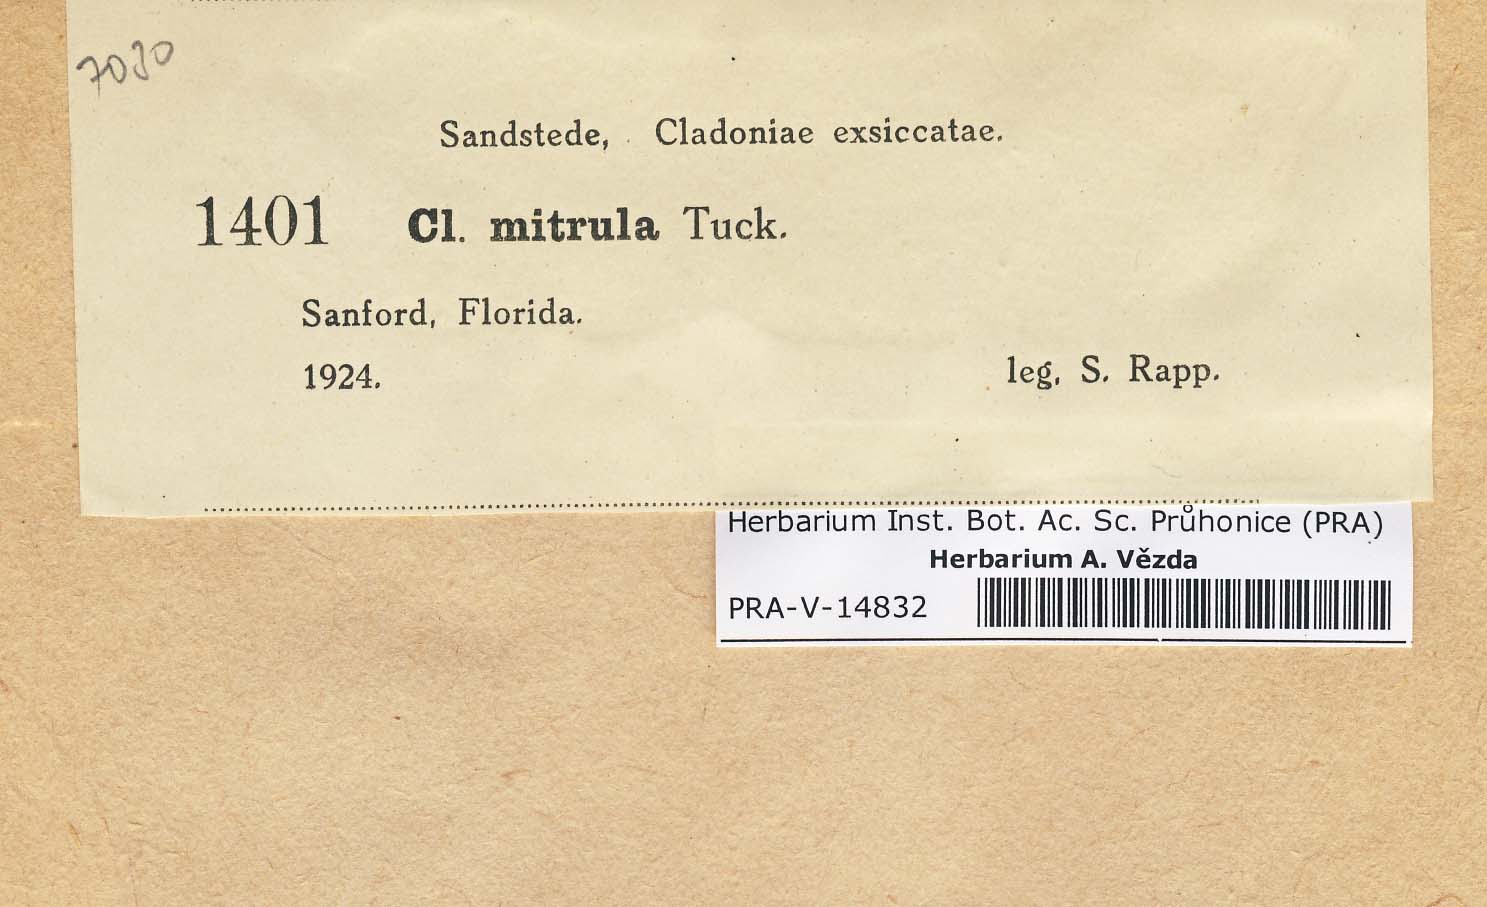 7030
Sandstede, Cladoniae exsiccatae.
1401 Cl. mitrula Tuck.
Sanford, Florida.
1924.
leg. S. Rapp.
Herbarium Inst. Bot. Ac. Sc. Průhonice (PRA)
Herbarium A. Vězda
PRA-V-14832